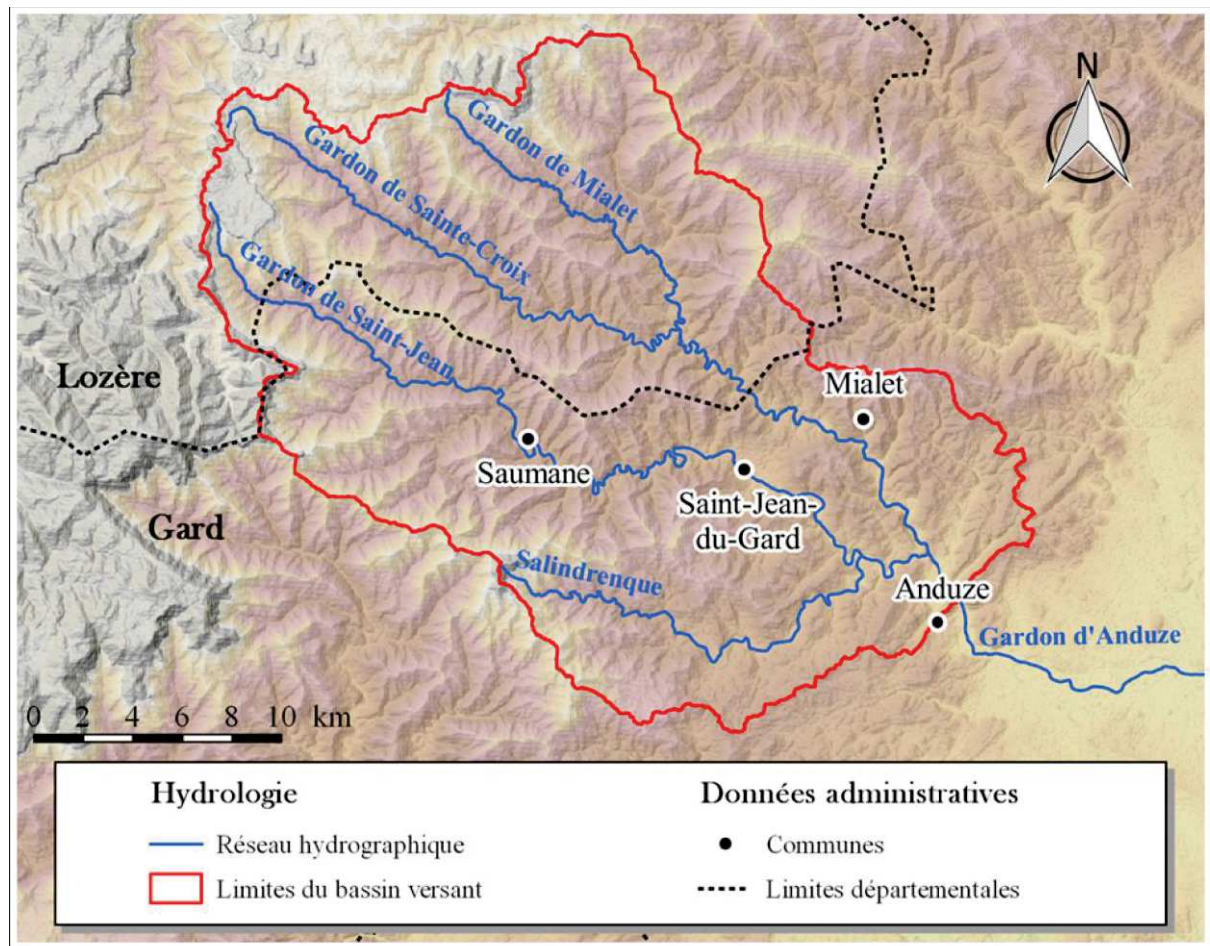 N
Gardon de Mialet
Gardon de Sainte-Croix
Gardon de Saint-Jean
Lozère
Mialet
Saumane
Saint-Jean-
du-Gard
Gard
Salindrenque
Anduze
Gardon d'Anduze
0 2 4 6 8 10 km
Hydrologie
Réseau hydrographique
Limites du bassin versant
Données administratives
Communes
Limites départementales